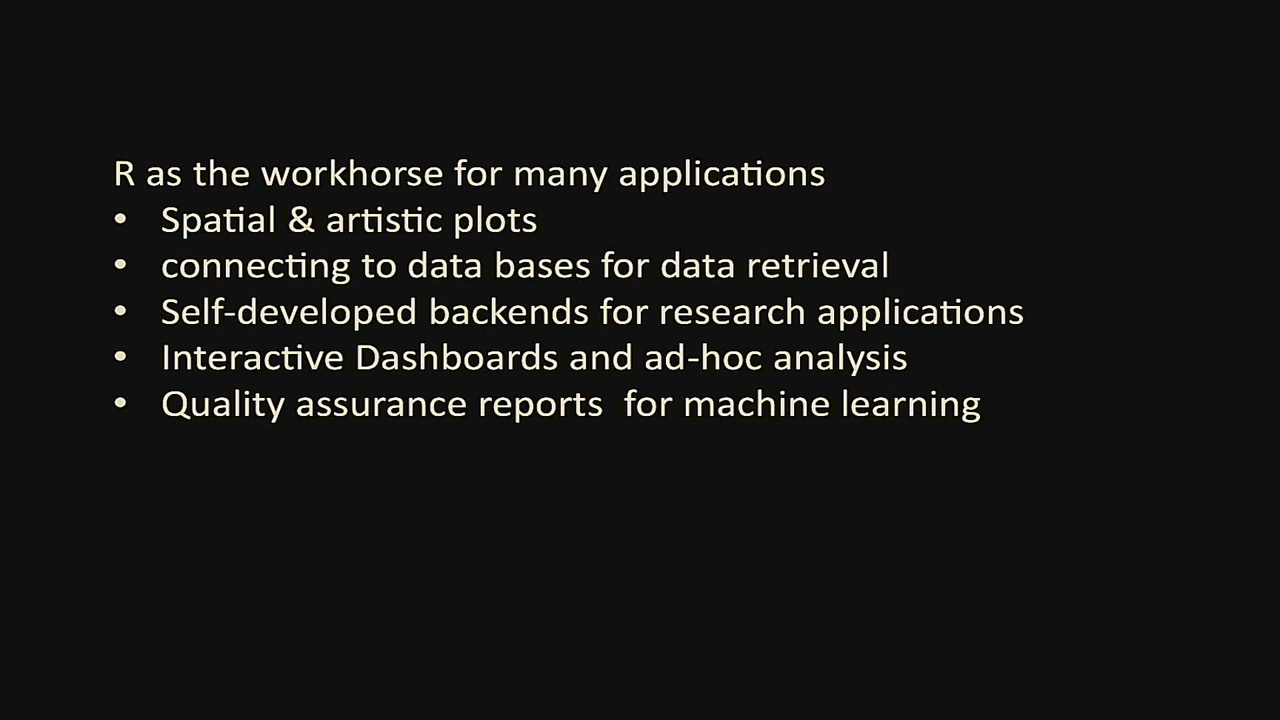 R as the workhorse for many applications
• Spatial & artistic plots
• connecting to data bases for data retrieval
• Self-developed backends for research applications
• Interactive Dashboards and ad-hoc analysis
• Quality assurance reports  for machine learning